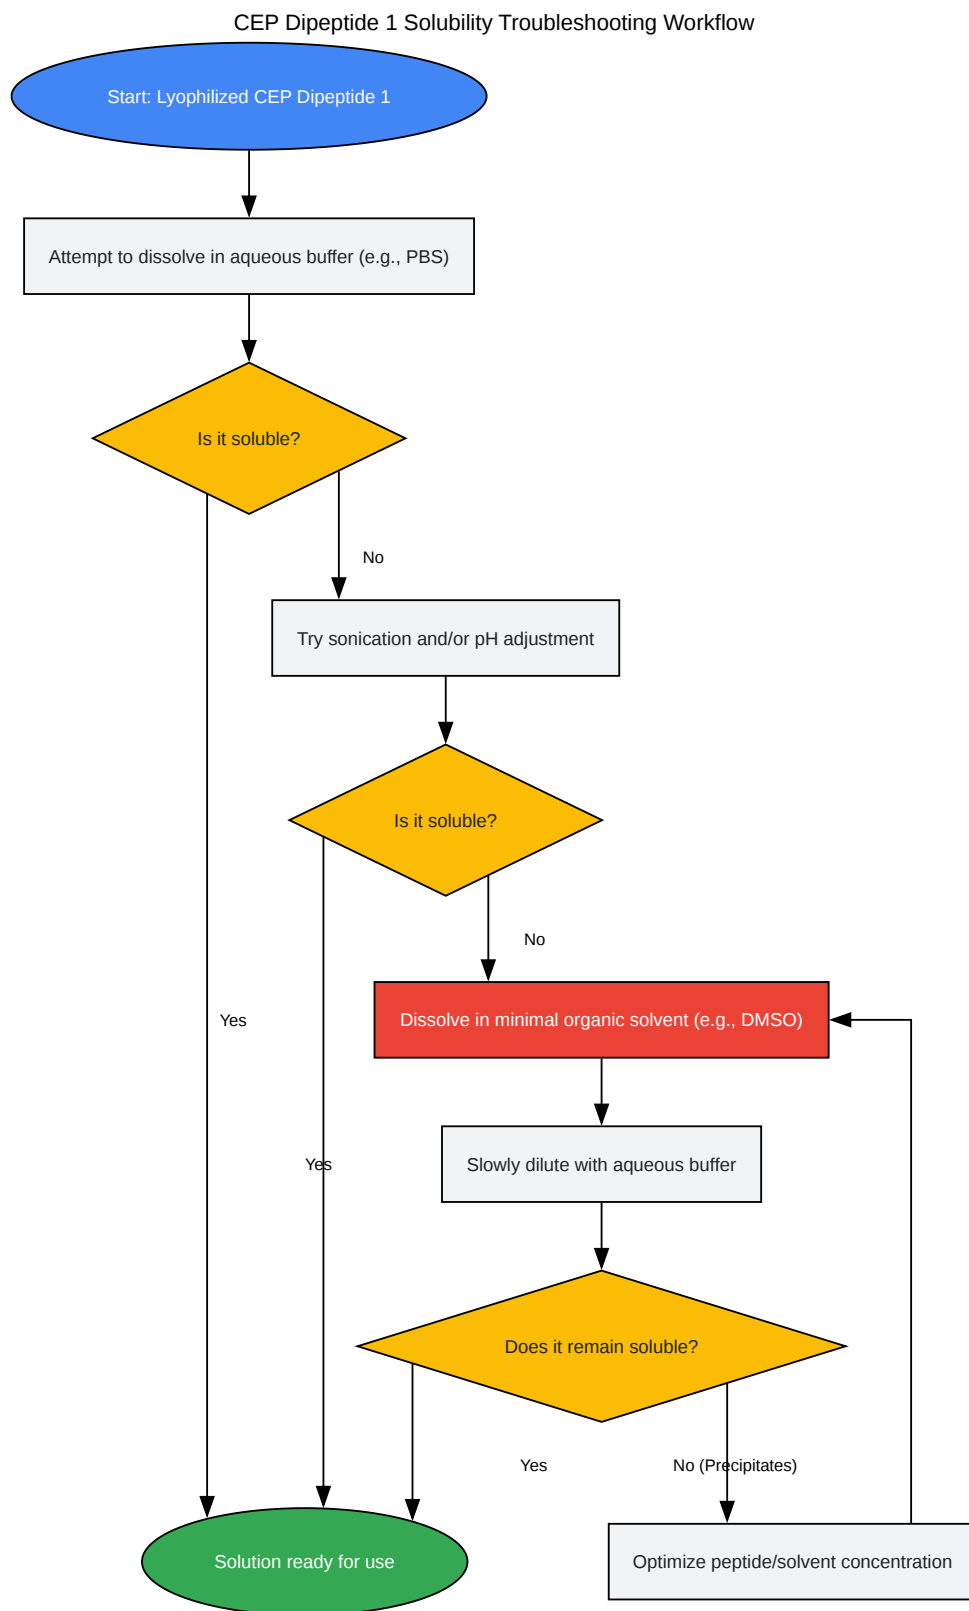 CEP Dipeptide 1 Solubility Troubleshooting Workflow
Start: Lyophilized CEP Dipeptide 1
Attempt to dissolve in aqueous buffer (e.g., PBS)
Is it soluble?
No
Try sonication and/or pH adjustment
Is it soluble?
No
Dissolve in minimal organic solvent (e.g., DMSO)
Yes
Slowly dilute with aqueous buffer
Yes
Does it remain soluble?
Yes
No (Precipitates)
Solution ready for use
Optimize peptide/solvent concentration